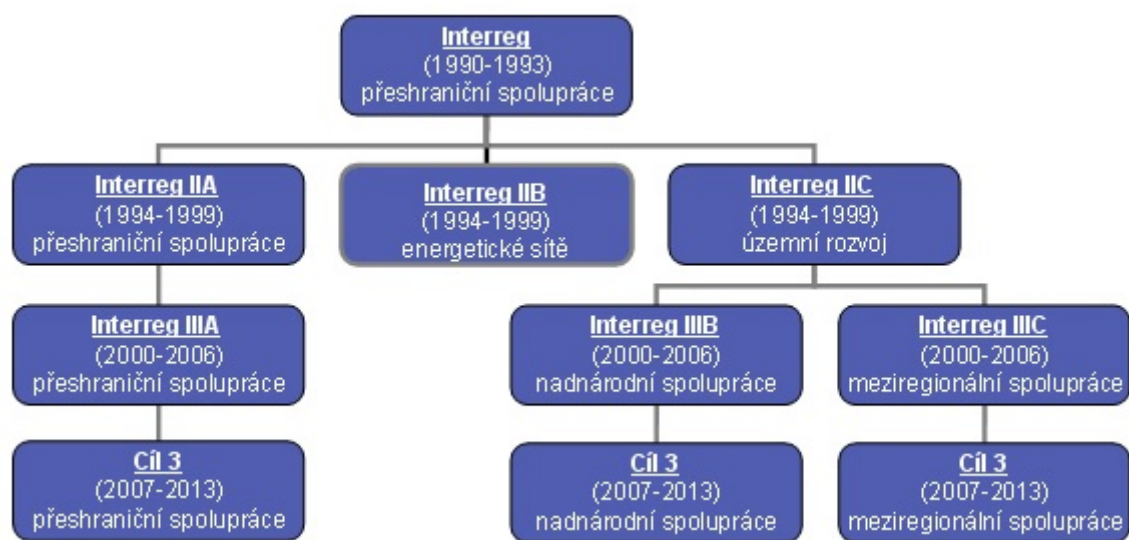 Interreg
(1990-1993)
přeshraniční spolupráce
Interreg IIA
(1994-1999)
přeshraniční spolupráce
Interreg IIB
(1994-1999)
energetické sítě
Interreg IIC
(1994-1999)
územní rozvoj
Interreg IIIA
(2000-2006)
přeshraniční spolupráce
Interreg IIIB
(2000-2006)
nadnárodní spolupráce
Interreg IIIC
(2000-2006)
meziregionální spolupráce
Cíl 3
(2007-2013)
přeshraniční spolupráce
Cíl 3
(2007-2013)
nadnárodní spolupráce
Cíl 3
(2007-2013)
meziregionální spolupráce